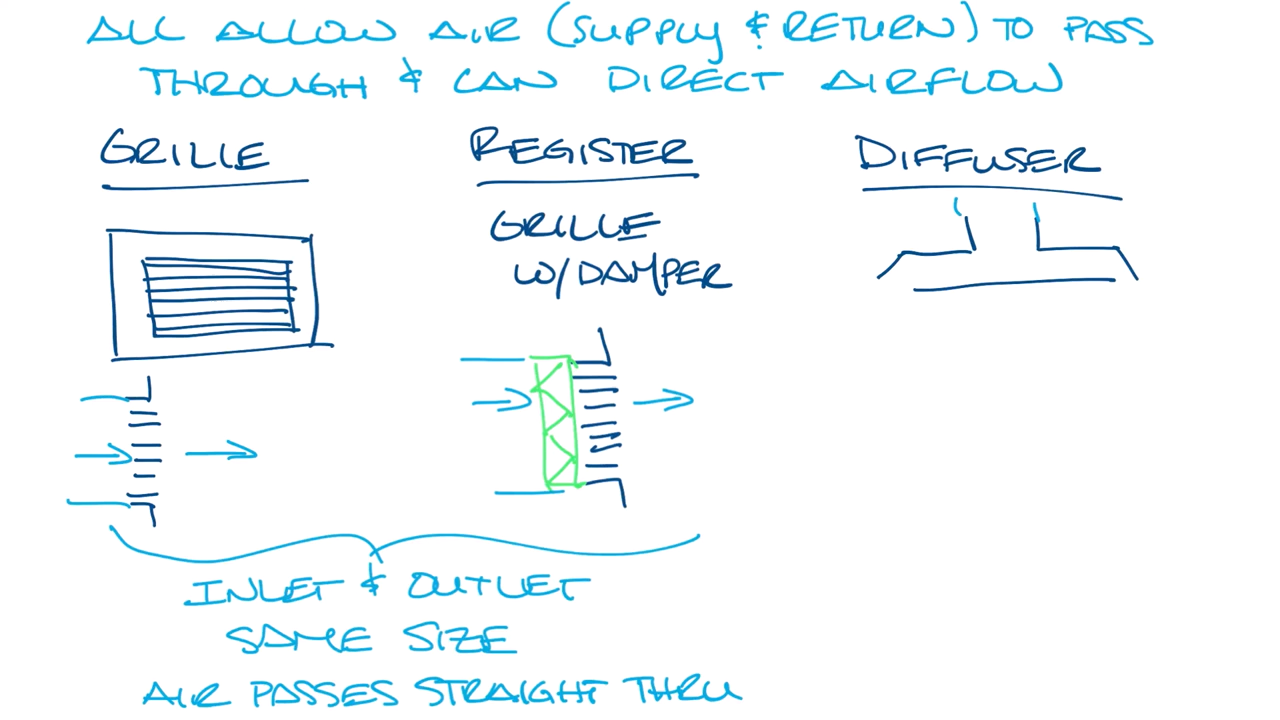 ALL ALLOW AIR (SUPPLY & RETURN) TO PASS
THROUGH & CAN DIRECT AIRFLOW
GRILLE
REGISTER
DIFFUSER
GRILLE
W/DAMPER
INLET & OUTLET
SAME SIZE
AIR PASSES STRAIGHT THRU